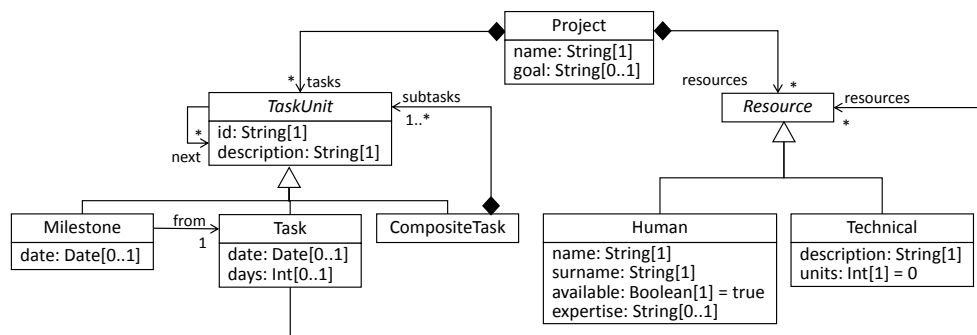 Project
name: String[1]
goal: String[0..1]
* tasks
resources
*
TaskUnit
id: String[1]
description: String[1]
*
next
subtasks
1..*
Resource
resources
*
Milestone
date: Date[0..1]
from
1
Task
date: Date[0..1]
days: Int[0..1]
CompositeTask
Human
name: String[1]
surname: String[1]
available: Boolean[1] = true
expertise: String[0..1]
Technical
description: String[1]
units: Int[1] = 0